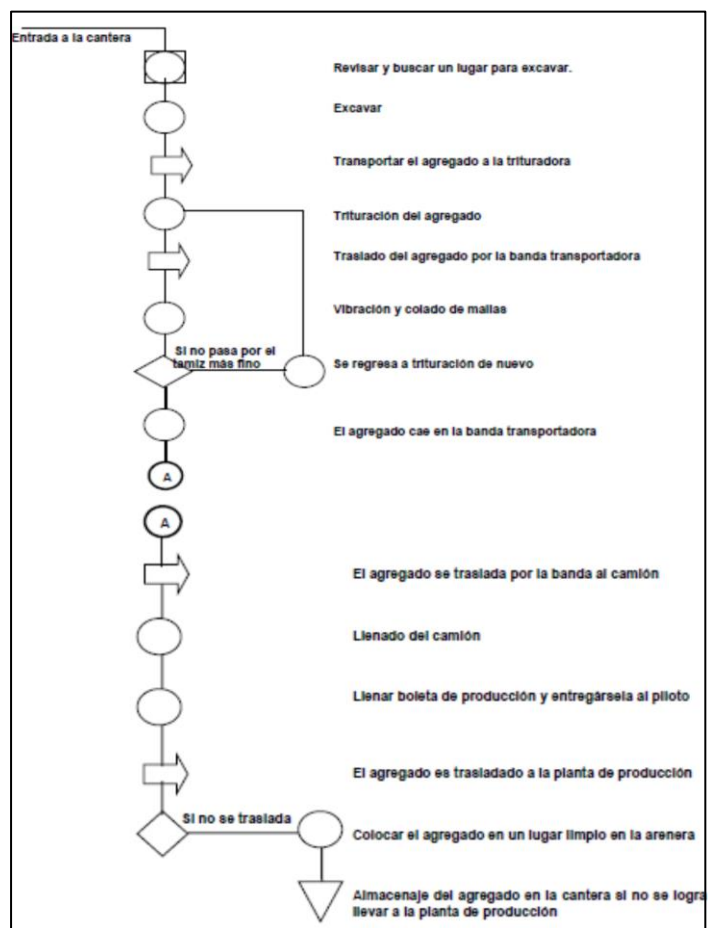 Entrada a la cantera
Revisar y buscar un lugar para excavar.
Excavar
Transportar el agregado a la trituradora
Trituración del agregado
Traslado del agregado por la banda transportadora
Vibración y colado de mallas
Si no pasa por el
tamiz más fino
Se regresa a trituración de nuevo
El agregado cae en la banda transportadora
A
A
El agregado se traslada por la banda al camión
Llenado del camión
Llenar boleta de producción y entregársela al piloto
El agregado es trasladado a la planta de producción
Si no se traslada
Colocar el agregado en un lugar limpio en la arenera
Almacenaje del agregado en la cantera si no se logra
llevar a la planta de producción